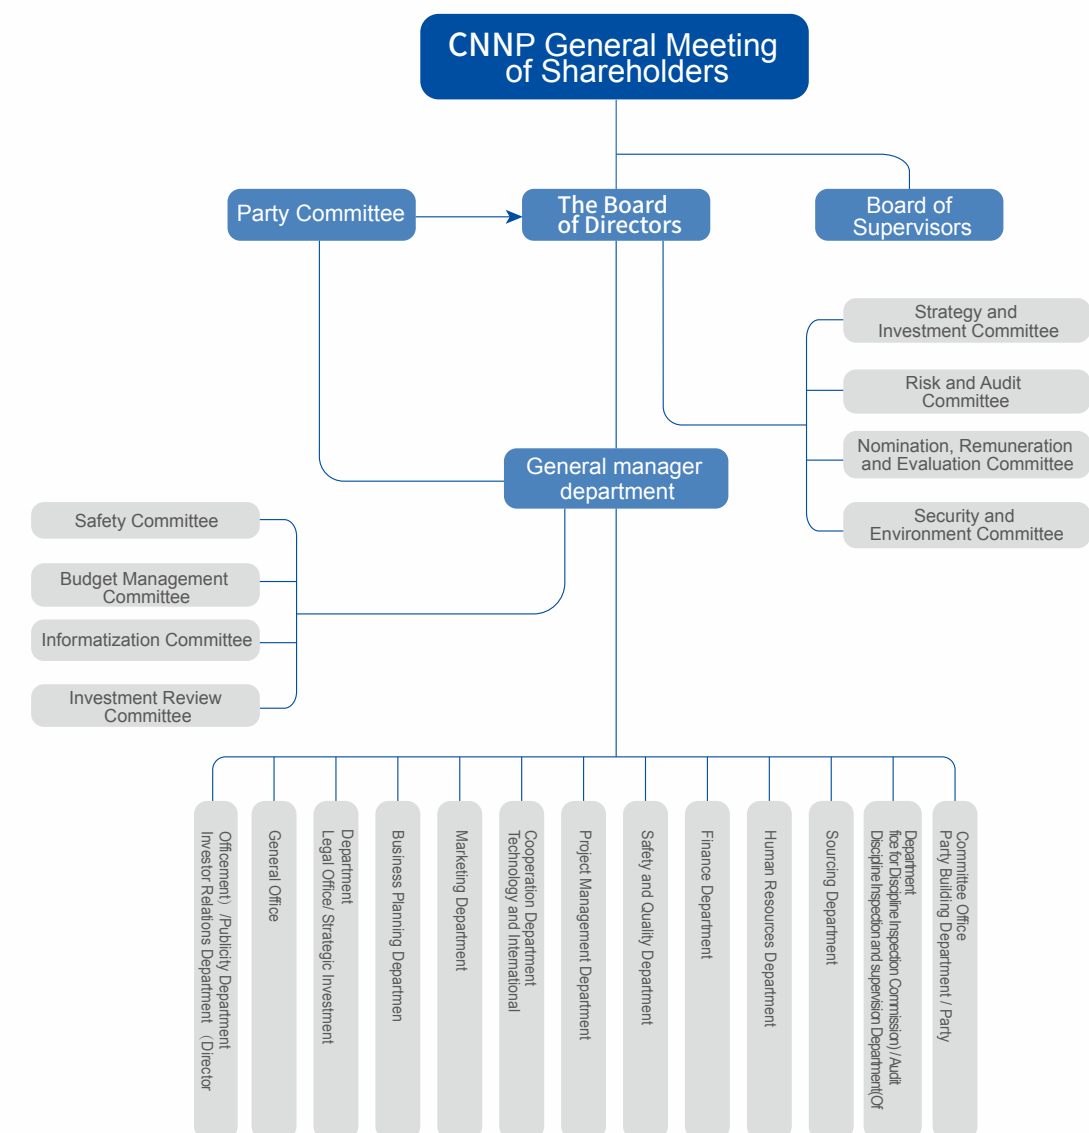 CNNP General Meeting
of Shareholders
Party Committee
The Board
of Directors
Board of
Supervisors
Strategy and
Investment Committee
Risk and Audit
Committee
Nomination, Remuneration
and Evaluation Committee
Security and
Environment Committee
General manager
department
Safety Committee
Budget Management
Committee
Informatization Committee
Investment Review
Committee
Investor Relations Department （Director
Officement）/Publicity Department
General Office
Legal Office/ Strategic Investment
Department
Business Planning Departmen
Marketing Department
Technology and International
Cooperation Department
Project Management Department
Safety and Quality Department
Finance Department
Human Resources Department
Sourcing Department
Discipline Inspection and supervision Department(Of
fice for Discipline Inspection Commission) / Audit
Department
Party Building Department / Party
Committee Office